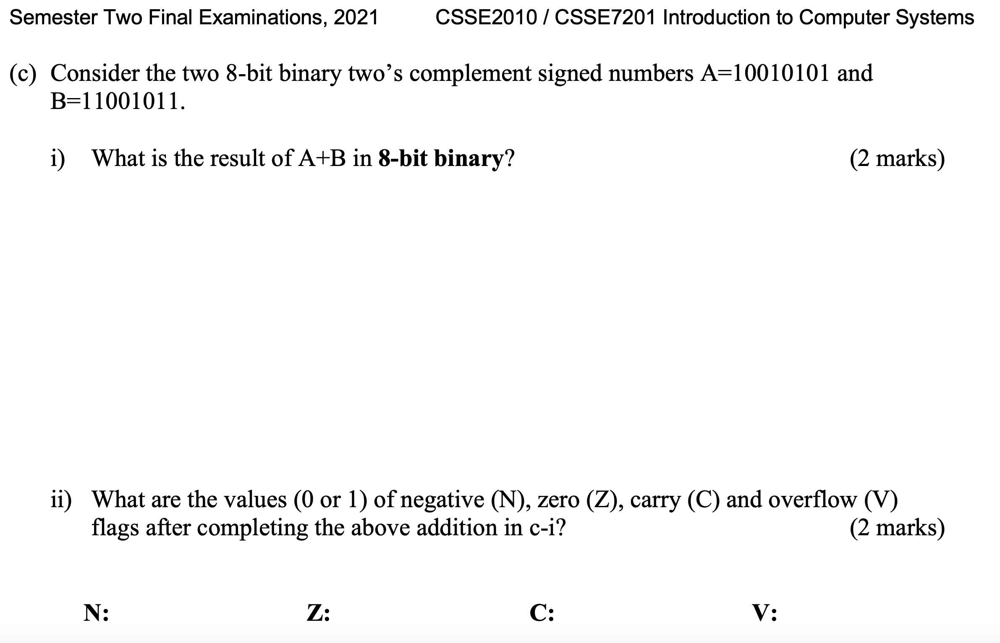 Semester Two Final Examinations, 2021 CSSE2010 / CSSE7201 Introduction to Computer Systems
(c) Consider the two 8-bit binary two’s complement signed numbers A=10010101 and
B=11001011.
i) What is the result of A+B in 8-bit binary? (2 marks)
ii) What are the values (0 or 1) of negative (N), zero (Z), carry (C) and overflow (V)
flags after completing the above addition in c-i? (2 marks)
N: Z: C: V: